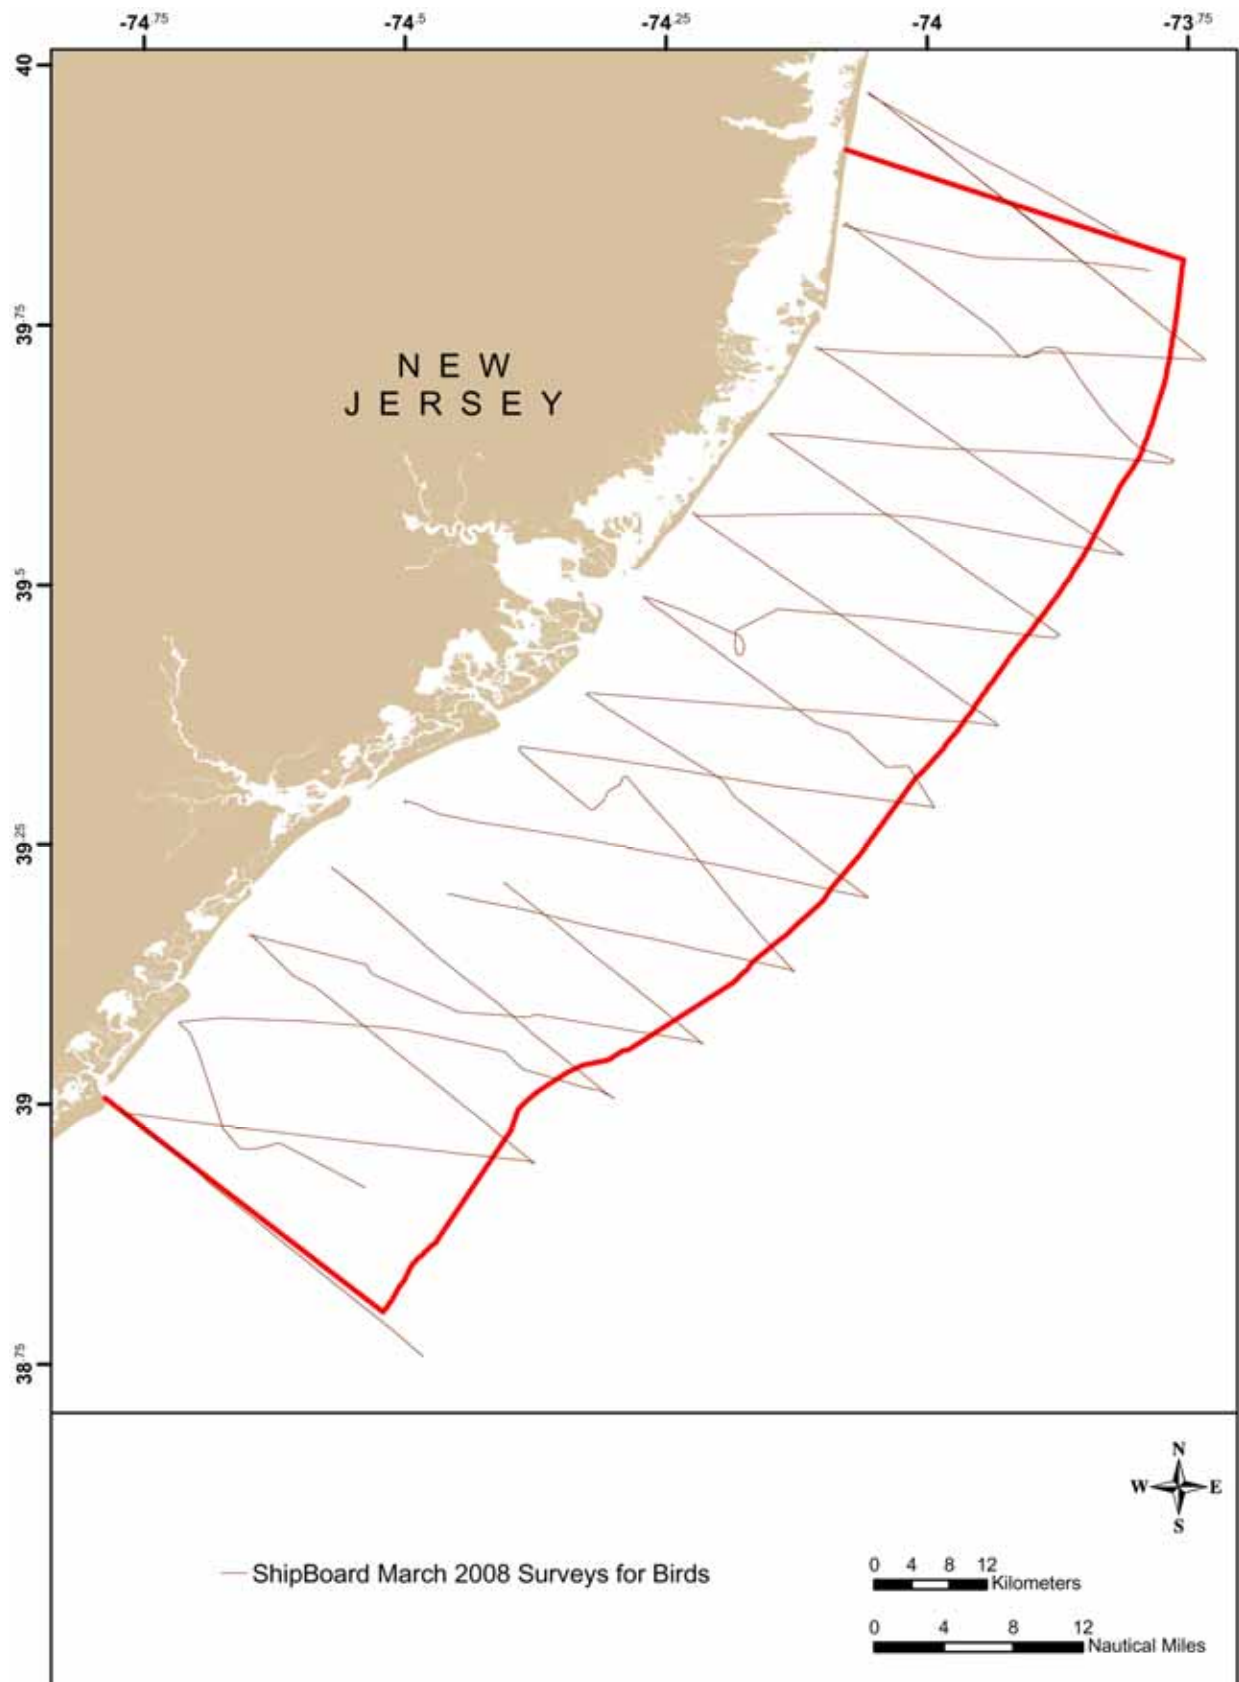 -74.75 -74.5 -74.25 -74 -73.75
40
39.75
NEW
JERSEY
39.5
39.25
39
38.75
N
W E
S
0 4 8 12
ShipBoard March 2008 Surveys for Birds
Kilometers
0 4 8 12
Nautical Miles